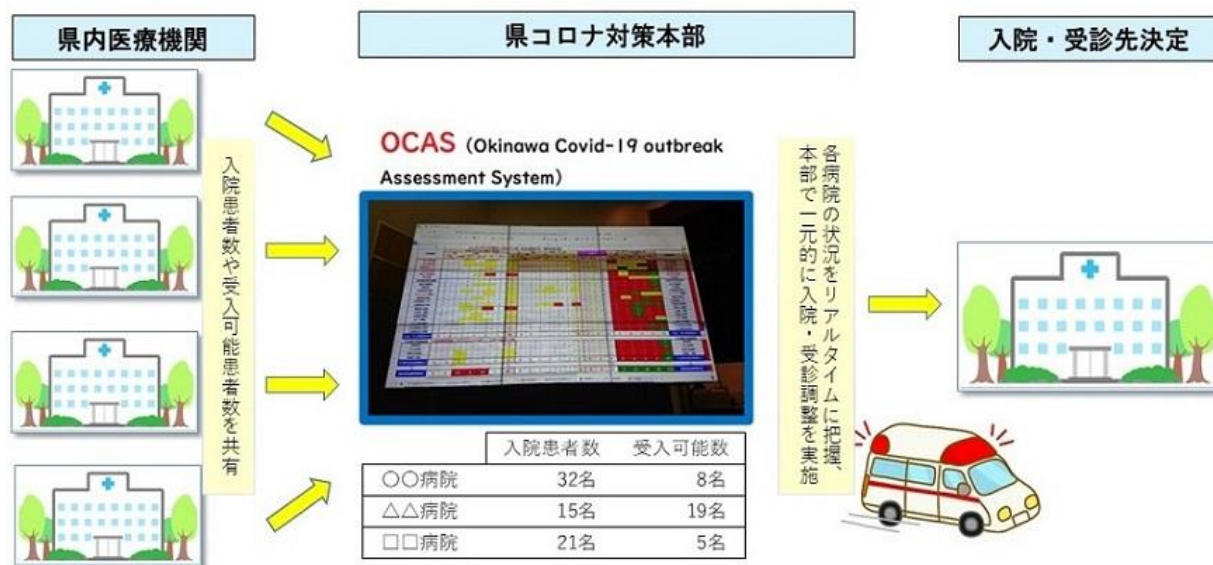 県内医療機関
県コロナ対策本部
入院・受診先決定
入院患者数や受入可能患者数を共有
OCAS (Okinawa Covid-19 outbreak
Assessment System)
入院患者数 受入可能数
○○病院 32名 8名
△△病院 15名 19名
□□病院 21名 5名
各病院の状況をリアルタイムに把握、
本部で一元的に入院・受診調整を実施